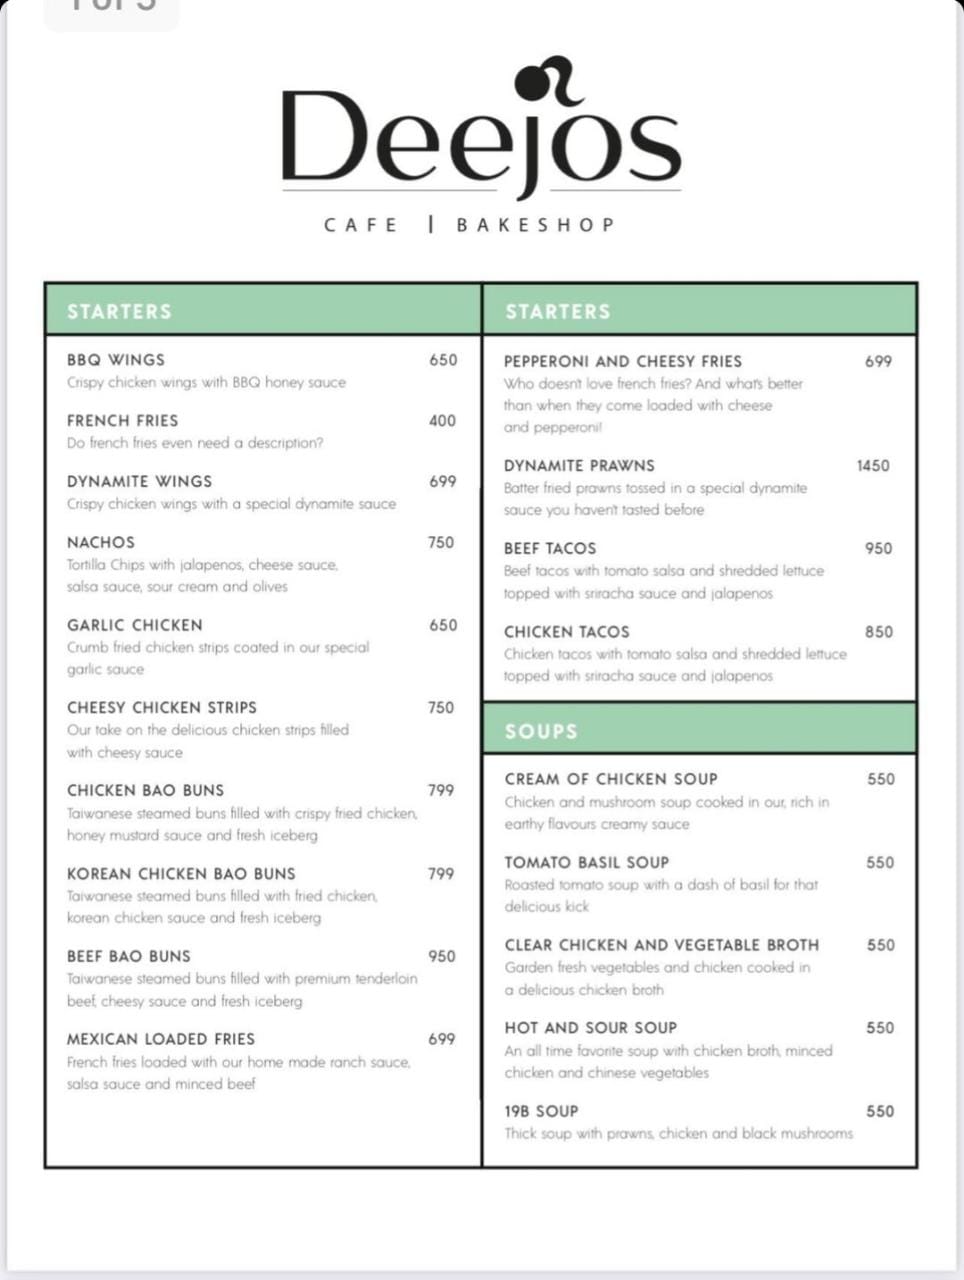 Deejos
CAFE | BAKESHOP
STARTERS
BBQ WINGS 650
Crispy chicken wings with BBQ honey sauce
FRENCH FRIES 400
Do french fries even need a description?
DYNAMITE WINGS 699
Crispy chicken wings with a special dynamite sauce
NACHOS 750
Tortilla Chips with jalapenos, cheese sauce,
salsa sauce, sour cream and olives
GARLIC CHICKEN 650
Crumb fried chicken strips coated in our special
garlic sauce
CHEESY CHICKEN STRIPS 750
Our take on the delicious chicken strips filled
with cheesy sauce
CHICKEN BAO BUNS 799
Taiwanese steamed buns filled with crispy fried chicken,
honey mustard sauce and fresh iceberg
KOREAN CHICKEN BAO BUNS 799
Taiwanese steamed buns filled with fried chicken,
korean chicken sauce and fresh iceberg
BEEF BAO BUNS 950
Taiwanese steamed buns filled with premium tenderloin
beef, cheesy sauce and fresh iceberg
MEXICAN LOADED FRIES 699
French fries loaded with our home made ranch sauce,
salsa sauce and minced beef
STARTERS
PEPPERONI AND CHEESY FRIES 699
Who doesn't love french fries? And what's better
than when they come loaded with cheese
and pepperoni!
DYNAMITE PRAWNS 1450
Batter fried prawns tossed in a special dynamite
sauce you haven't tasted before
BEEF TACOS 950
Beef tacos with tomato salsa and shredded lettuce
topped with sriracha sauce and jalapenos
CHICKEN TACOS 850
Chicken tacos with tomato salsa and shredded lettuce
topped with sriracha sauce and jalapenos
SOUPS
CREAM OF CHICKEN SOUP 550
Chicken and mushroom soup cooked in our, rich in
earthy flavours creamy sauce
TOMATO BASIL SOUP 550
Roasted tomato soup with a dash of basil for that
delicious kick
CLEAR CHICKEN AND VEGETABLE BROTH 550
Garden fresh vegetables and chicken cooked in
a delicious chicken broth
HOT AND SOUR SOUP 550
An all time favorite soup with chicken broth, minced
chicken and chinese vegetables
19B SOUP 550
Thick soup with prawns, chicken and black mushrooms